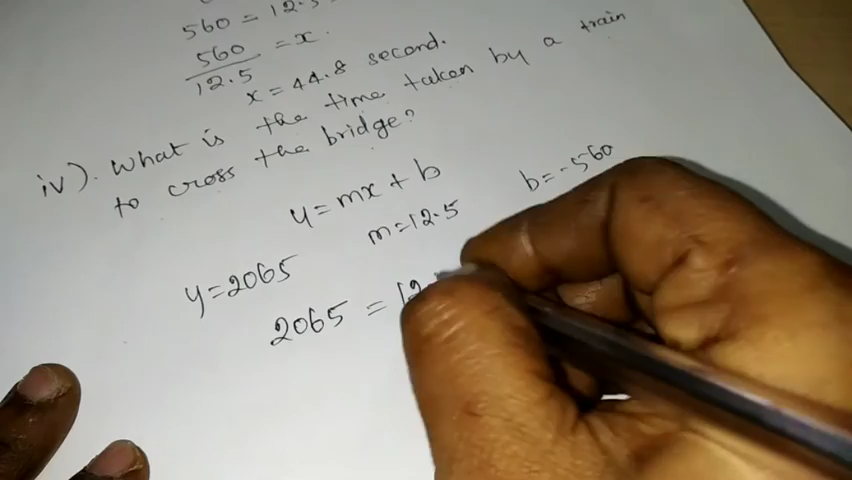 560 = 12.5
560 / 12.5 = x
x = 44.8 second.
iv). What is the time taken by a train
to cross the bridge?
y = mx + b
m = 12.5 b = -560
y = 2065
2065 = 12